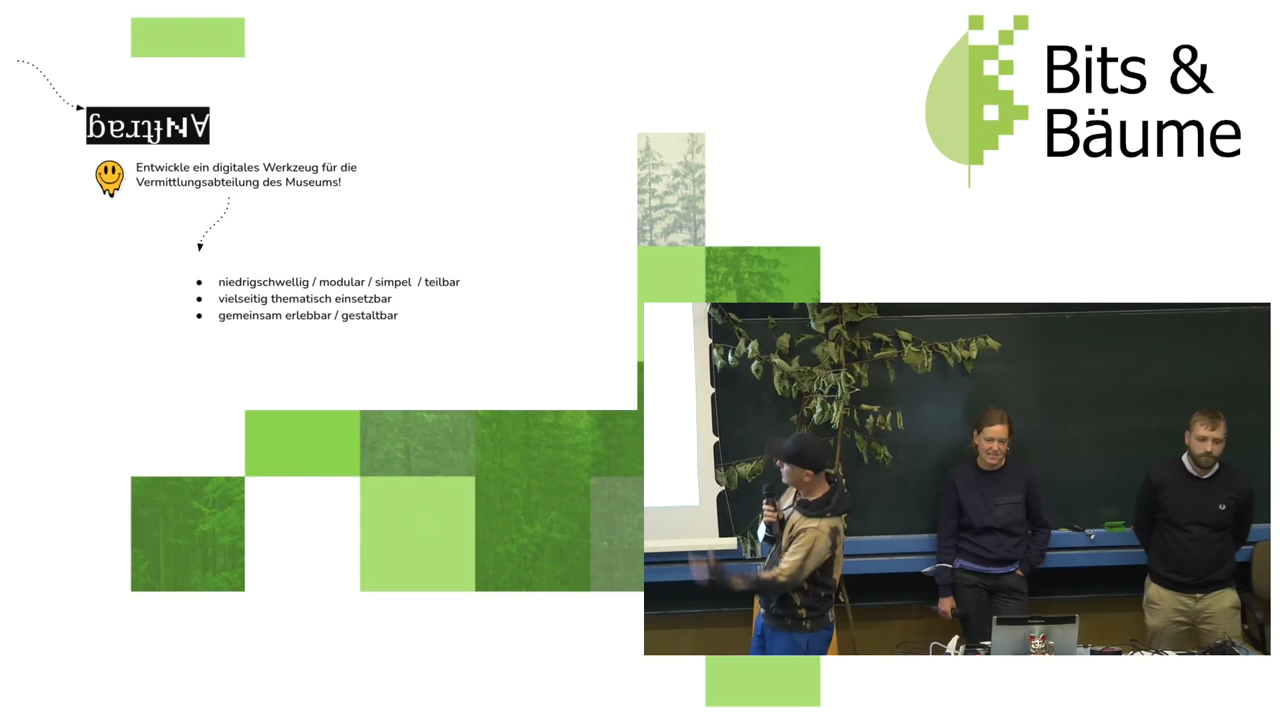 Bits &
Bäume
Anftrag
Entwickle ein digitales Werkzeug für die
Vermittlungsabteilung des Museums!
niedrigschwellig / modular / simpel / teilbar
vielseitig thematisch einsetzbar
gemeinsam erlebbar / gestaltbar